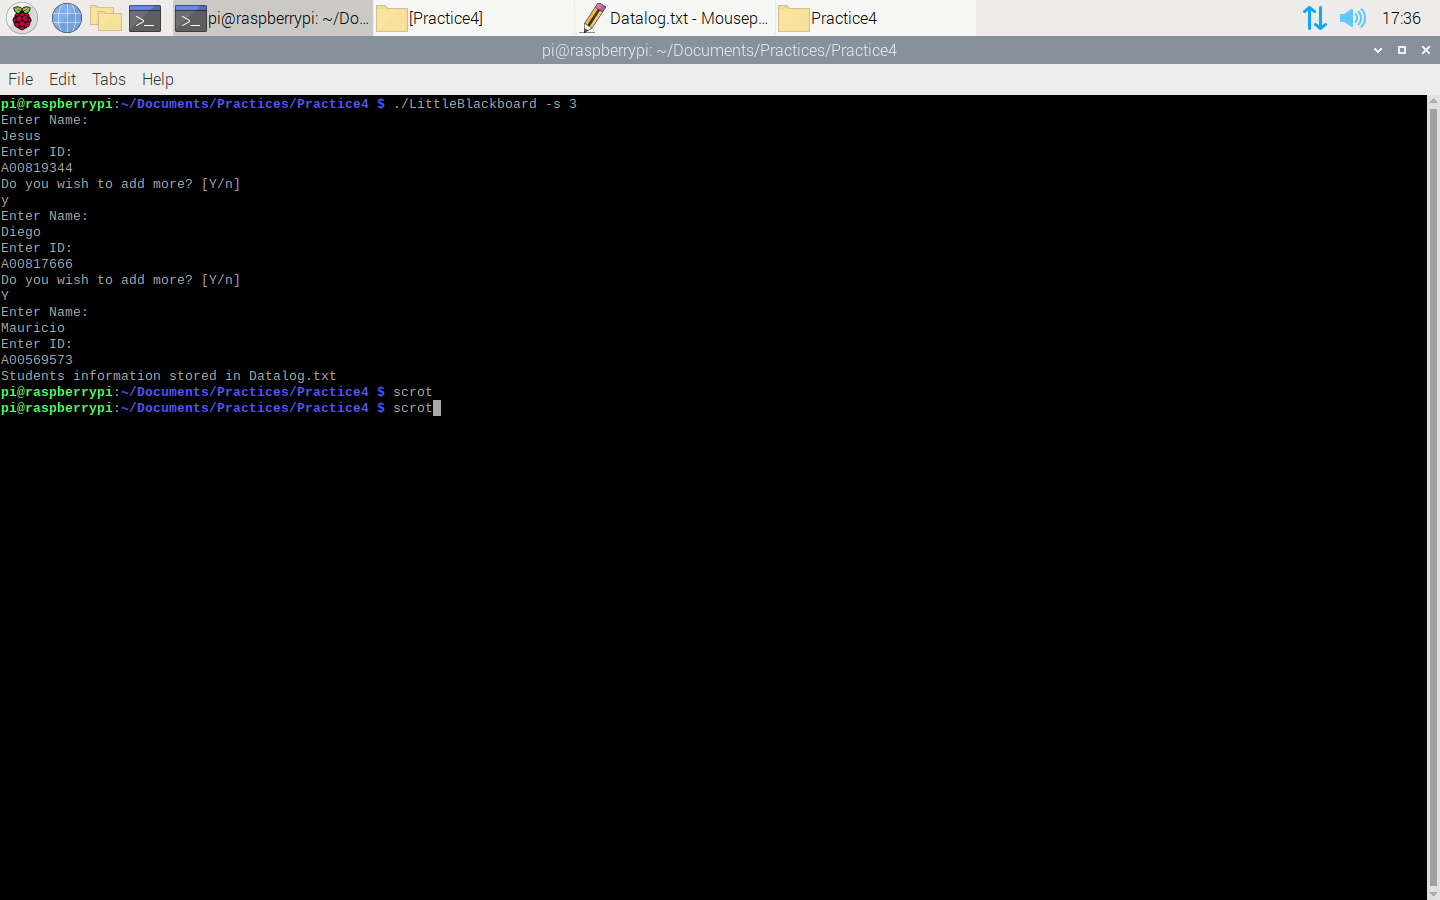 pi@raspberrypi: ~/Do... [Practice4] Datalog.txt - Mousep... Practice4 17:36
pi@raspberrypi: ~/Documents/Practices/Practice4
File Edit Tabs Help
pi@raspberrypi:~/Documents/Practices/Practice4 $ ./LittleBlackboard -s 3
Enter Name:
Jesus
Enter ID:
A00819344
Do you wish to add more? [Y/n]
y
Enter Name:
Diego
Enter ID:
A00817666
Do you wish to add more? [Y/n]
Y
Enter Name:
Mauricio
Enter ID:
A00569573
Students information stored in Datalog.txt
pi@raspberrypi:~/Documents/Practices/Practice4 $ scrot
pi@raspberrypi:~/Documents/Practices/Practice4 $ scrot